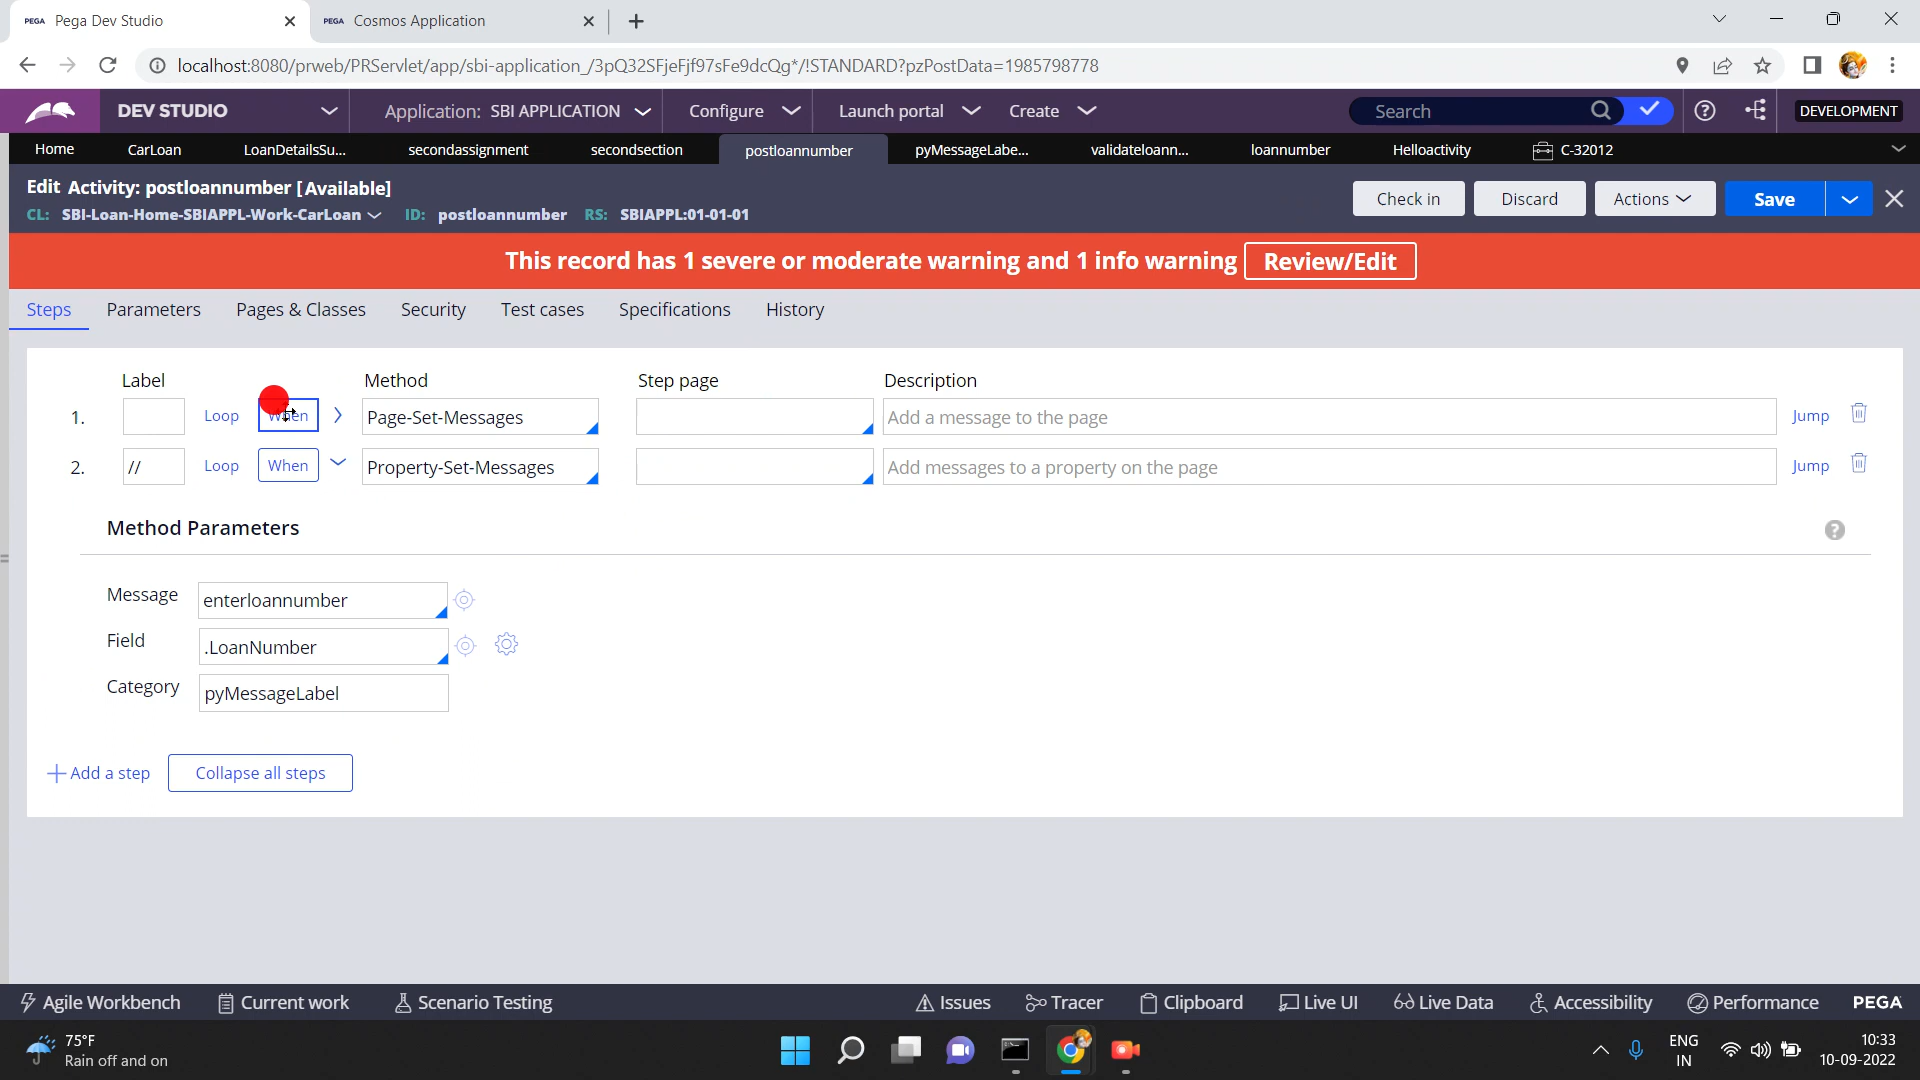 PEGA Pega Dev Studio
PEGA Cosmos Application
localhost:8080/prweb/PRServlet/app/sbi-application_/3pQ32SFjeFjf97sFe9dcQg*/!STANDARD?pzPostData=1985798778
DEV STUDIO
Application: SBI APPLICATION
Configure
Launch portal
Create
Search
DEVELOPMENT
Home
CarLoan
LoanDetailsSu...
secondassignment
secondsection
postloannumber
pyMessageLabe...
validateloann...
loannumber
Helloactivity
C-32012
Edit Activity: postloannumber [Available]
CL: SBI-Loan-Home-SBIAPPL-Work-CarLoan ID: postloannumber RS: SBIAPPL:01-01-01
Check in
Discard
Actions
Save
This record has 1 severe or moderate warning and 1 info warning Review/Edit
Steps
Parameters
Pages & Classes
Security
Test cases
Specifications
History
Label Method Step page Description
1. Loop When Page-Set-Messages Add a message to the page Jump
2. // Loop When Property-Set-Messages Add messages to a property on the page Jump
Method Parameters
Message enterloannumber
Field .LoanNumber
Category pyMessageLabel
Add a step
Collapse all steps
Agile Workbench
Current work
Scenario Testing
Issues
Tracer
Clipboard
Live UI
Live Data
Accessibility
Performance
PEGA
75°F
Rain off and on
ENG
IN
10:33
10-09-2022